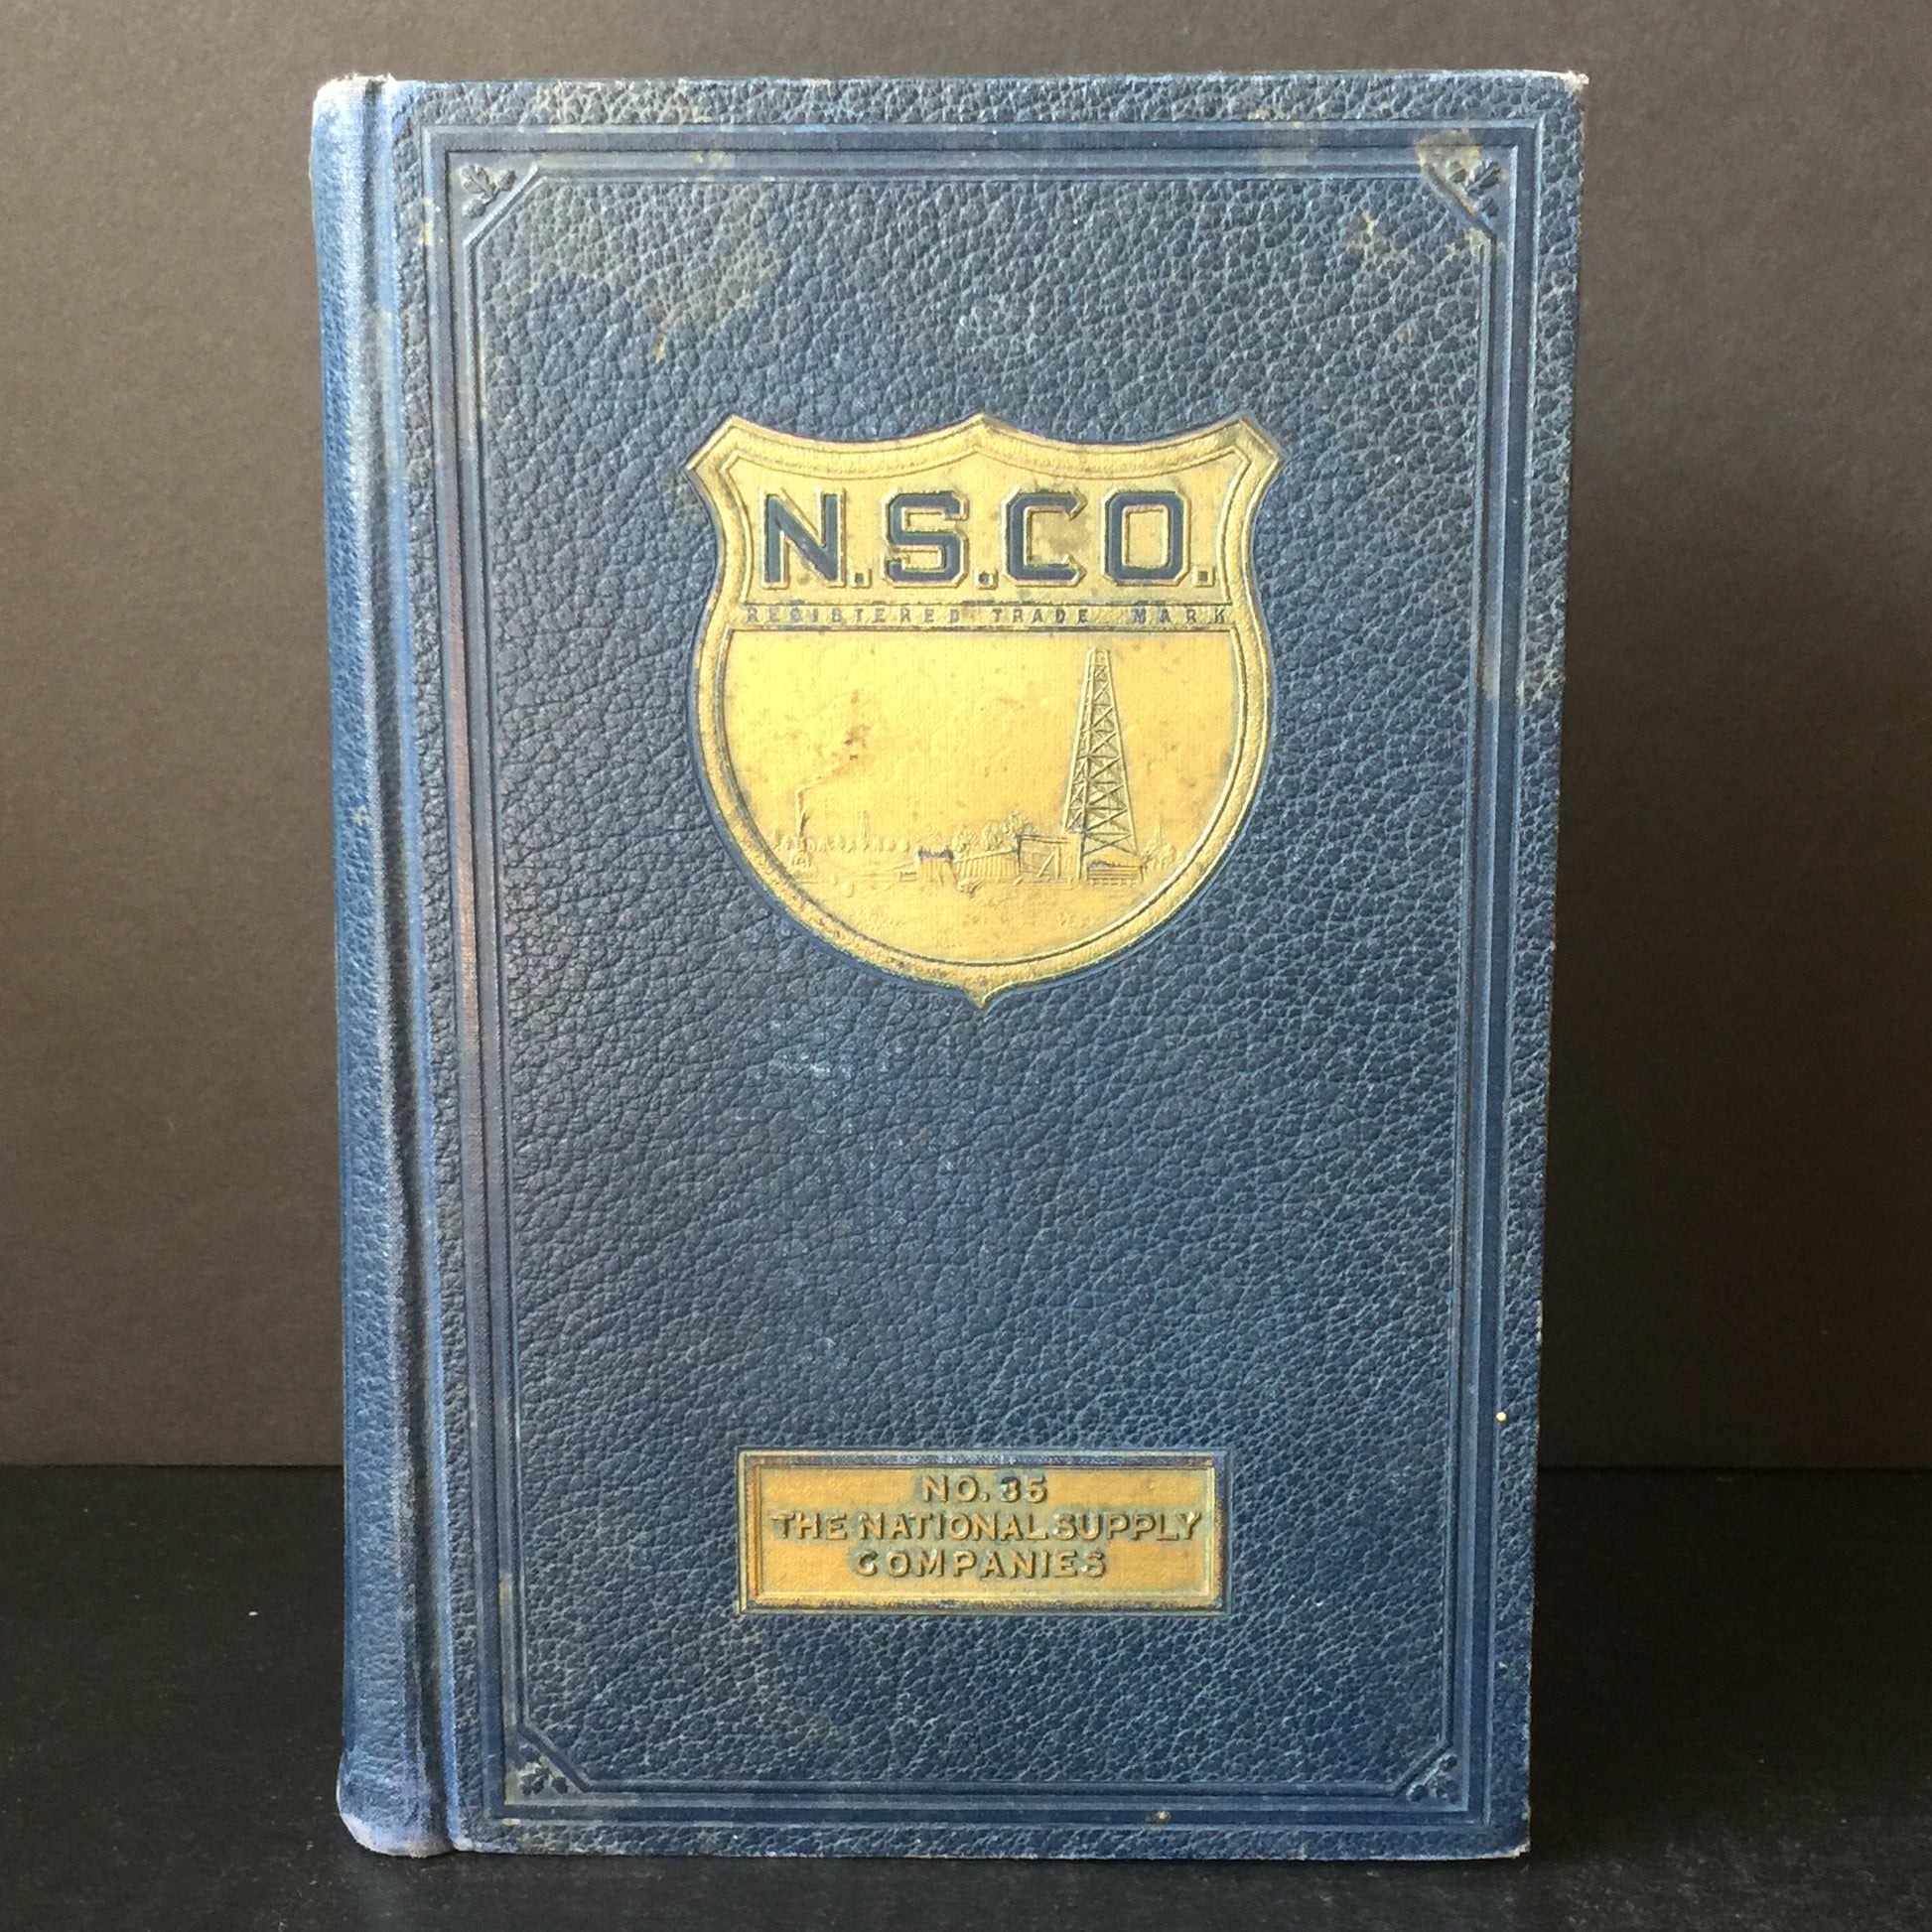 N.S.CO.
REGISTERED TRADE MARK
NO. 35
THE NATIONAL SUPPLY
COMPANIES